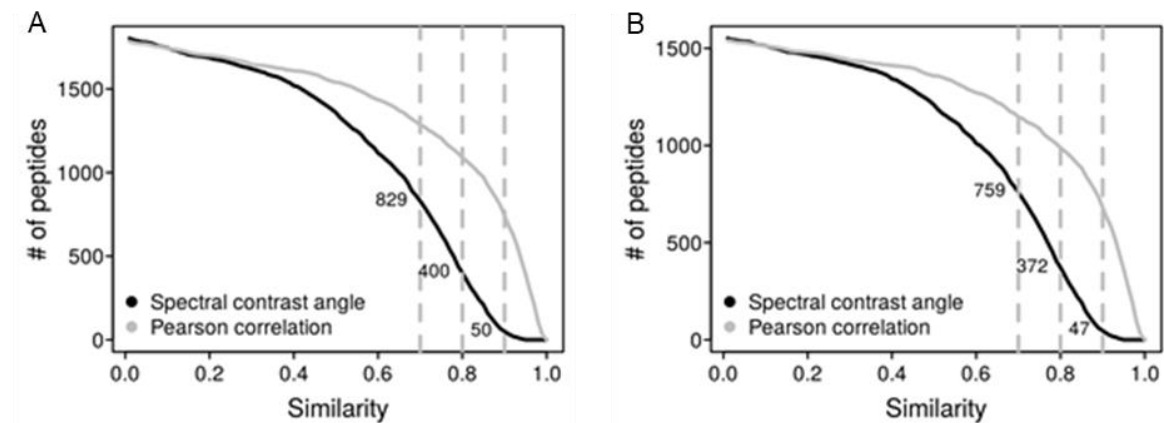 A
# of peptides
1500
1000
500
0
829
400
50
Spectral contrast angle
Pearson correlation
0.0 0.2 0.4 0.6 0.8 1.0
Similarity
B
# of peptides
1500
1000
500
0
759
372
47
Spectral contrast angle
Pearson correlation
0.0 0.2 0.4 0.6 0.8 1.0
Similarity